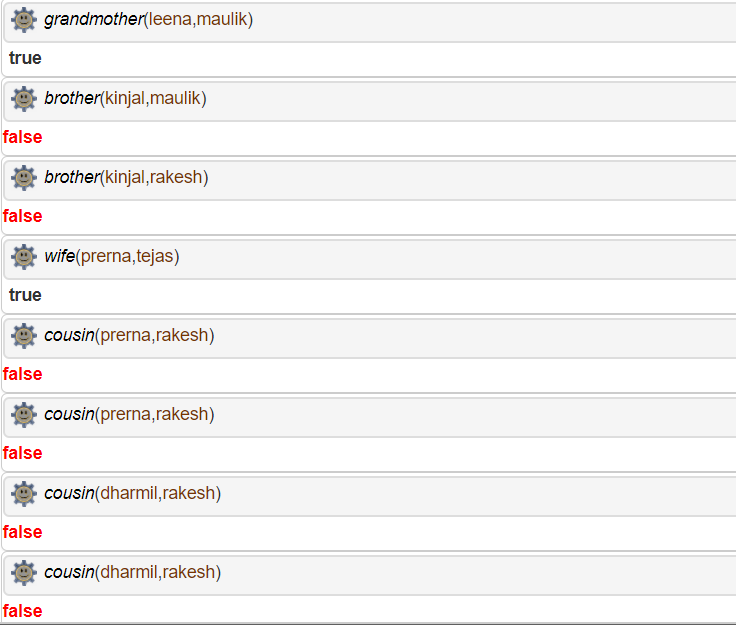 grandmother(leena,maulik)
true
brother(kinjal,maulik)
false
brother(kinjal,rakesh)
false
wife(prerna,tejas)
true
cousin(prerna,rakesh)
false
cousin(prerna,rakesh)
false
cousin(dharmil,rakesh)
false
cousin(dharmil,rakesh)
false